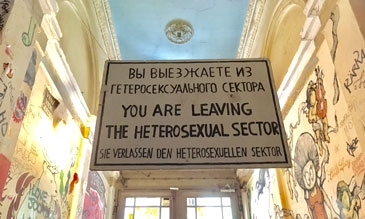 ВЫ ВЫЕЗЖАЕТЕ ИЗ
ГЕТЕРОСЕКСУАЛЬНОГО СЕКТОРА
YOU ARE LEAVING
THE HETEROSEXUAL SECTOR
SIE VERLASSEN DEN HETEROSEXUELLEN SEKTOR